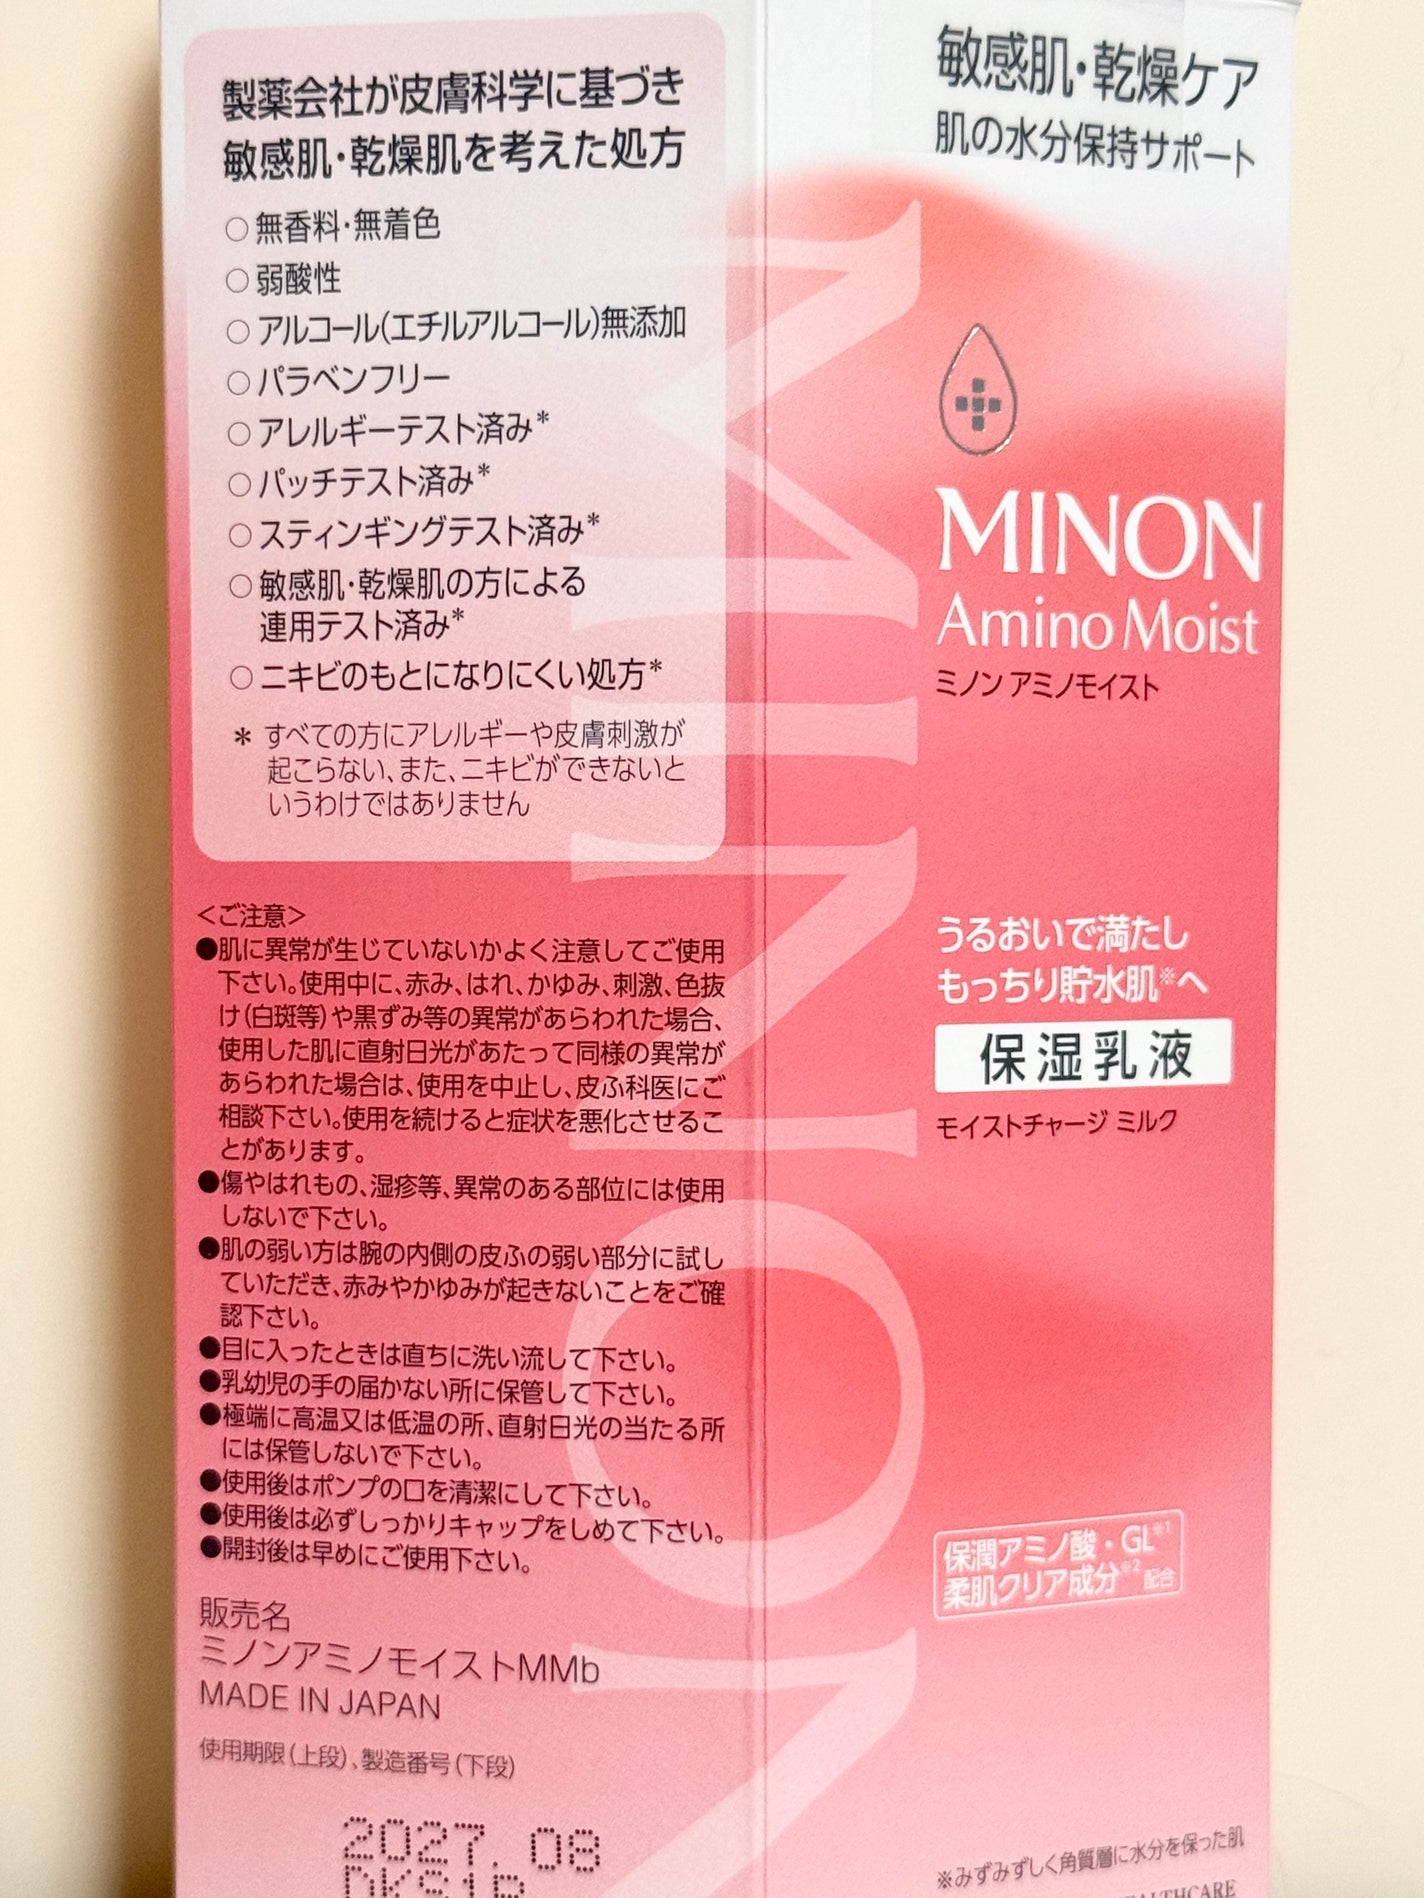 製薬会社が皮膚科学に基づき
敏感肌・乾燥肌を考えた処方
○ 無香料・無着色
○ 弱酸性
○ アルコール(エチルアルコール)無添加
○ パラベンフリー
○ アレルギーテスト済み*
○ パッチテスト済み*
○ スティンギングテスト済み*
○ 敏感肌・乾燥肌の方による
連用テスト済み*
○ ニキビのもとになりにくい処方*
* すべての方にアレルギーや皮膚刺激が
起こらない、また、ニキビができないと
いうわけではありません
<ご注意>
●肌に異常が生じていないかよく注意してご使用
下さい。使用中に、赤み、はれ、かゆみ、刺激、色抜
け(白斑等)や黒ずみ等の異常があらわれた場合、
使用した肌に直射日光があたって同様の異常が
あらわれた場合は、使用を中止し、皮ふ科医にご
相談下さい。使用を続けると症状を悪化させるこ
とがあります。
●傷やはれもの、湿疹等、異常のある部位には使用
しないで下さい。
●肌の弱い方は腕の内側の皮ふの弱い部分に試し
ていただき、赤みやかゆみが起きないことをご確
認下さい。
●目に入ったときは直ちに洗い流して下さい。
●乳幼児の手の届かない所に保管して下さい。
●極端に高温又は低温の所、直射日光の当たる所
には保管しないで下さい。
●使用後はポンプの口を清潔にして下さい。
●使用後は必ずしっかりキャップをしめて下さい。
●開封後は早めにご使用下さい。
販売名
ミノンアミノモイストMMb
MADE IN JAPAN
使用期限(上段)、製造番号(下段)
2027.08
MINON
敏感肌・乾燥ケア
肌の水分保持サポート
MINON
Amino Moist
ミノン アミノモイスト
うるおいで満たし
もっちり貯水肌※へ
保湿乳液
モイストチャージ ミルク
保潤アミノ酸・GL※1
柔肌クリア成分※2 配合
※みずみずしく角質層に水分を保った肌